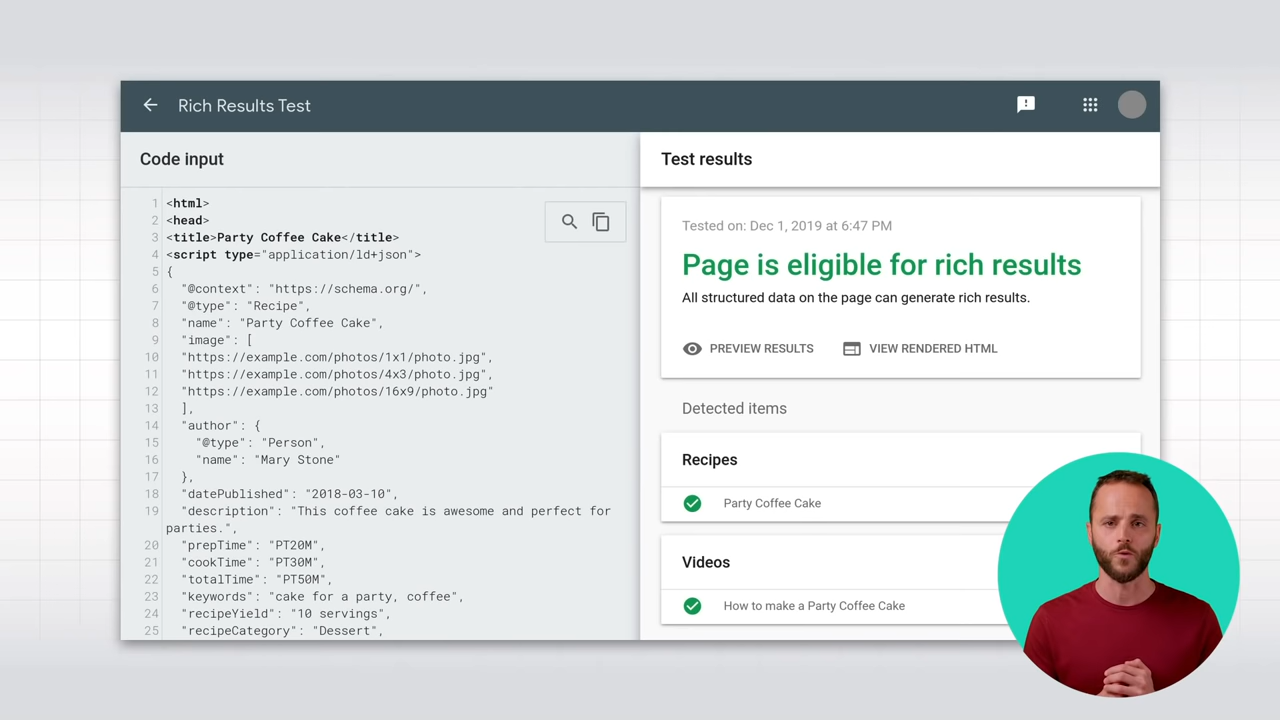 Rich Results Test
Code input
1 <html>
2 <head>
3 <title>Party Coffee Cake</title>
4 <script type="application/ld+json">
5 {
6 "@context": "https://schema.org/",
7 "@type": "Recipe",
8 "name": "Party Coffee Cake",
9 "image": [
10 "https://example.com/photos/1x1/photo.jpg",
11 "https://example.com/photos/4x3/photo.jpg",
12 "https://example.com/photos/16x9/photo.jpg"
13 ],
14 "author": {
15 "@type": "Person",
16 "name": "Mary Stone"
17 },
18 "datePublished": "2018-03-10",
19 "description": "This coffee cake is awesome and perfect for
parties.",
20 "prepTime": "PT20M",
21 "cookTime": "PT30M",
22 "totalTime": "PT50M",
23 "keywords": "cake for a party, coffee",
24 "recipeYield": "10 servings",
25 "recipeCategory": "Dessert",
Test results
Tested on: Dec 1, 2019 at 6:47 PM
Page is eligible for rich results
All structured data on the page can generate rich results.
PREVIEW RESULTS VIEW RENDERED HTML
Detected items
Recipes
Party Coffee Cake
Videos
How to make a Party Coffee Cake